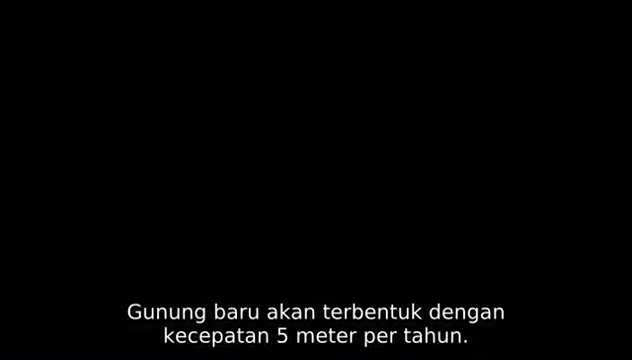 Gunung baru akan terbentuk dengan
kecepatan 5 meter per tahun.